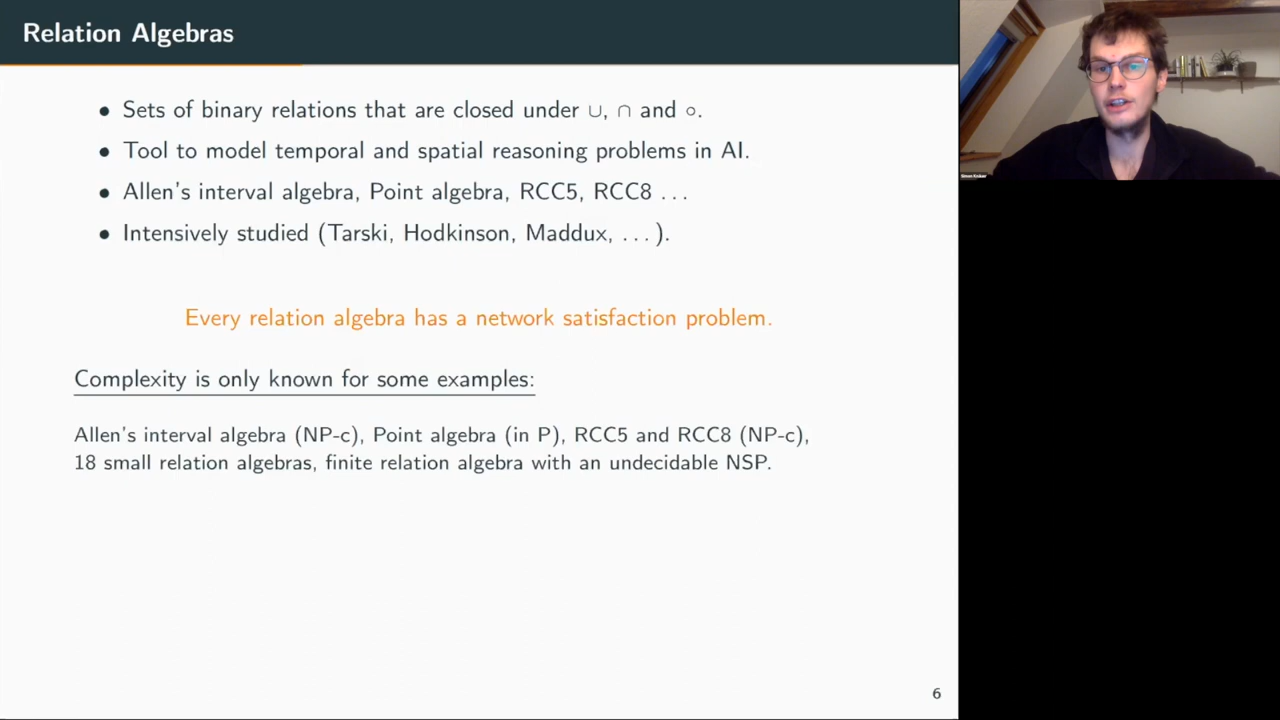 Relation Algebras
• Sets of binary relations that are closed under ∪, ∩ and ∘.
• Tool to model temporal and spatial reasoning problems in AI.
• Allen's interval algebra, Point algebra, RCC5, RCC8 ...
• Intensively studied (Tarski, Hodkinson, Maddux, ... ).
Every relation algebra has a network satisfaction problem.
Complexity is only known for some examples:
Allen's interval algebra (NP-c), Point algebra (in P), RCC5 and RCC8 (NP-c),
18 small relation algebras, finite relation algebra with an undecidable NSP.
6